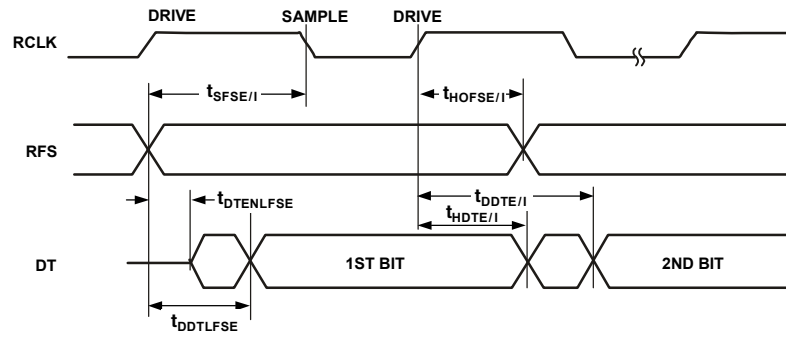 DRIVE SAMPLE DRIVE
RCLK
tSFSE/I tHOFSE/I
RFS
tDDTE/I
tDTENLFSE
tHDTE/I
DT 1ST BIT 2ND BIT
tDDTLFSE